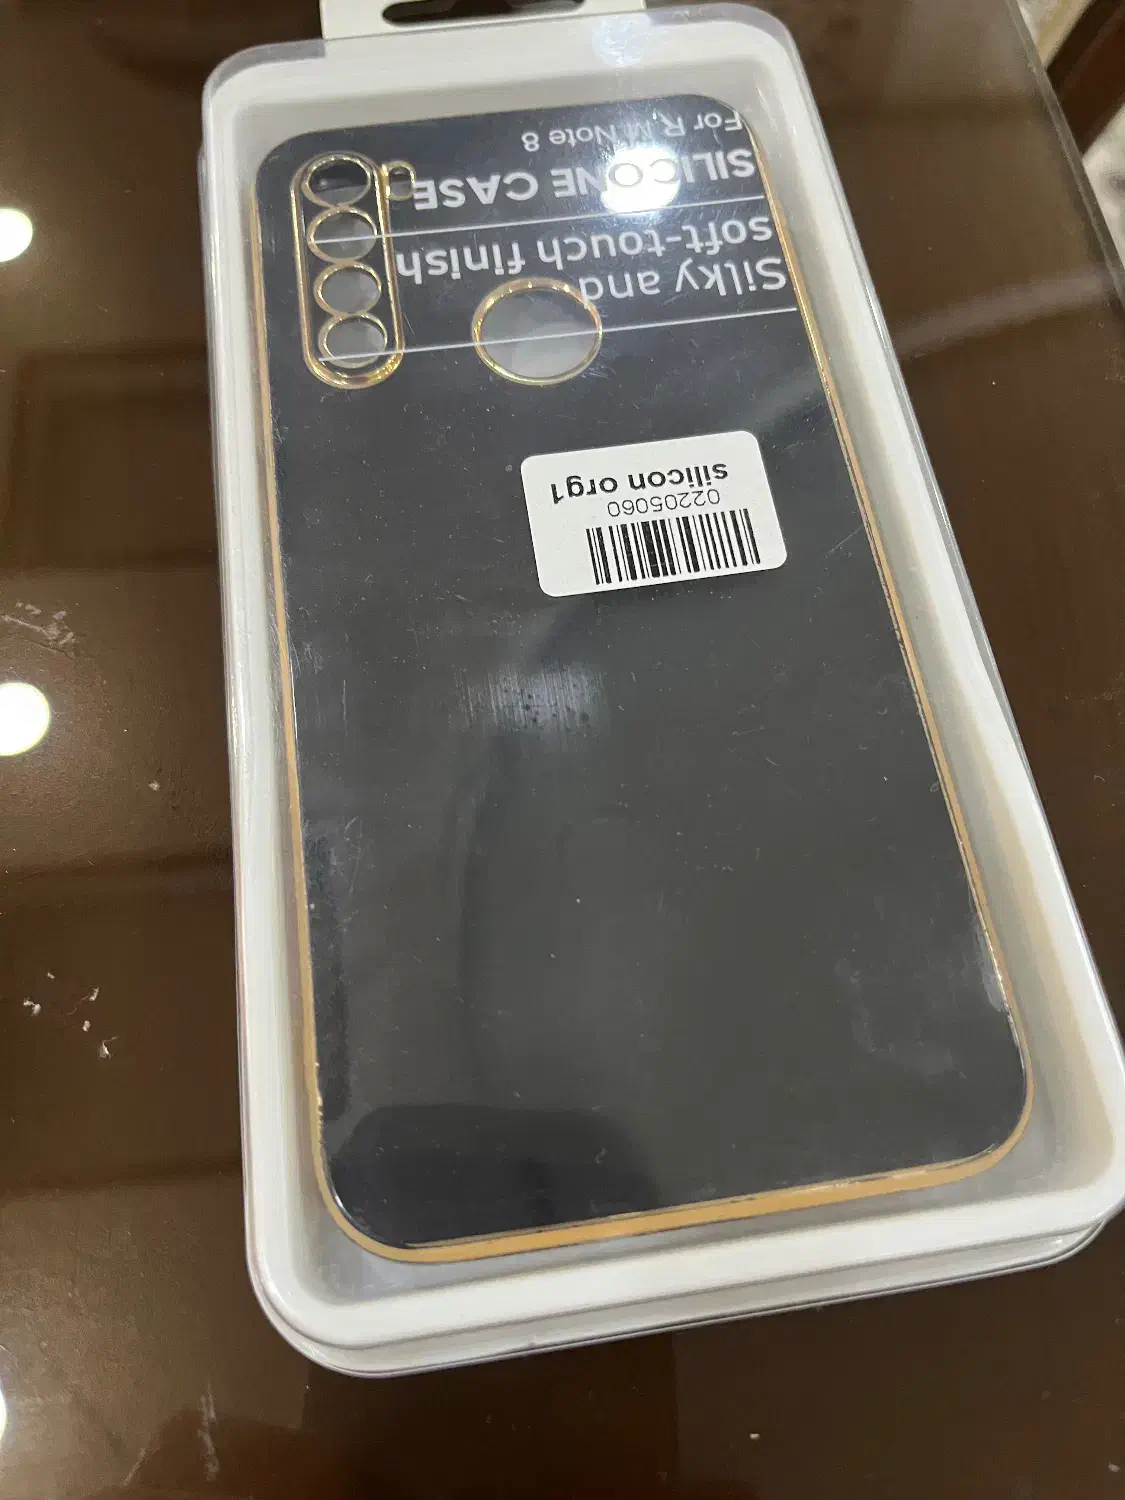 Silky and
soft-touch finish
SILICONE CASE
For R.M Note 8
02205060
silicon org1